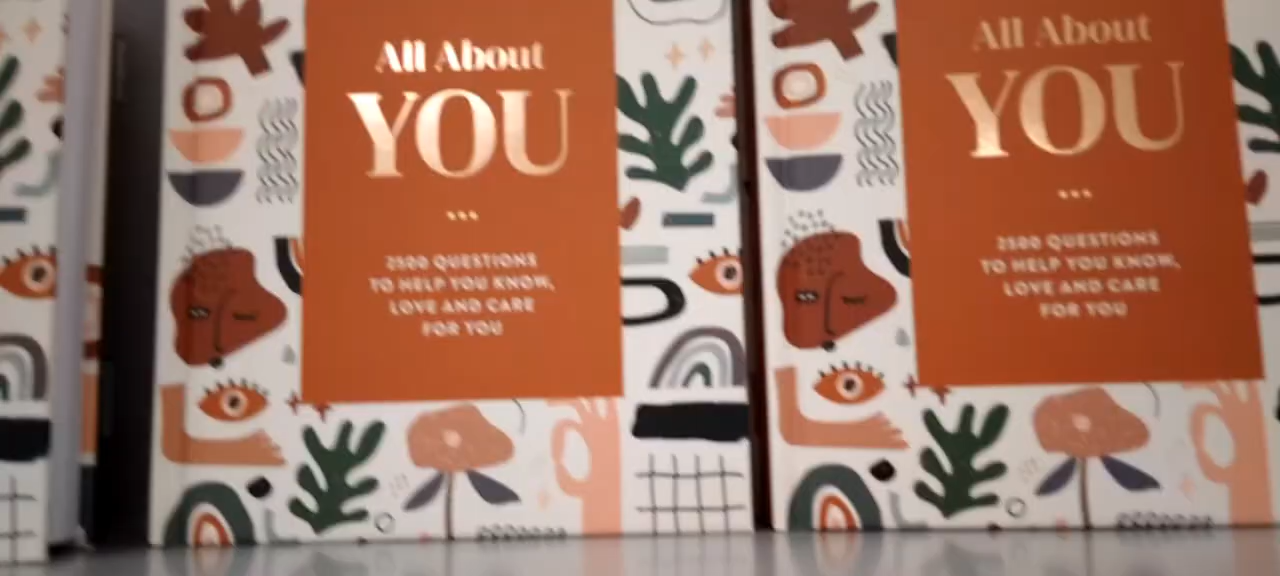 All About
YOU
2500 QUESTIONS
TO HELP YOU KNOW,
LOVE AND CARE
FOR YOU
All About
YOU
2500 QUESTIONS
TO HELP YOU KNOW,
LOVE AND CARE
FOR YOU